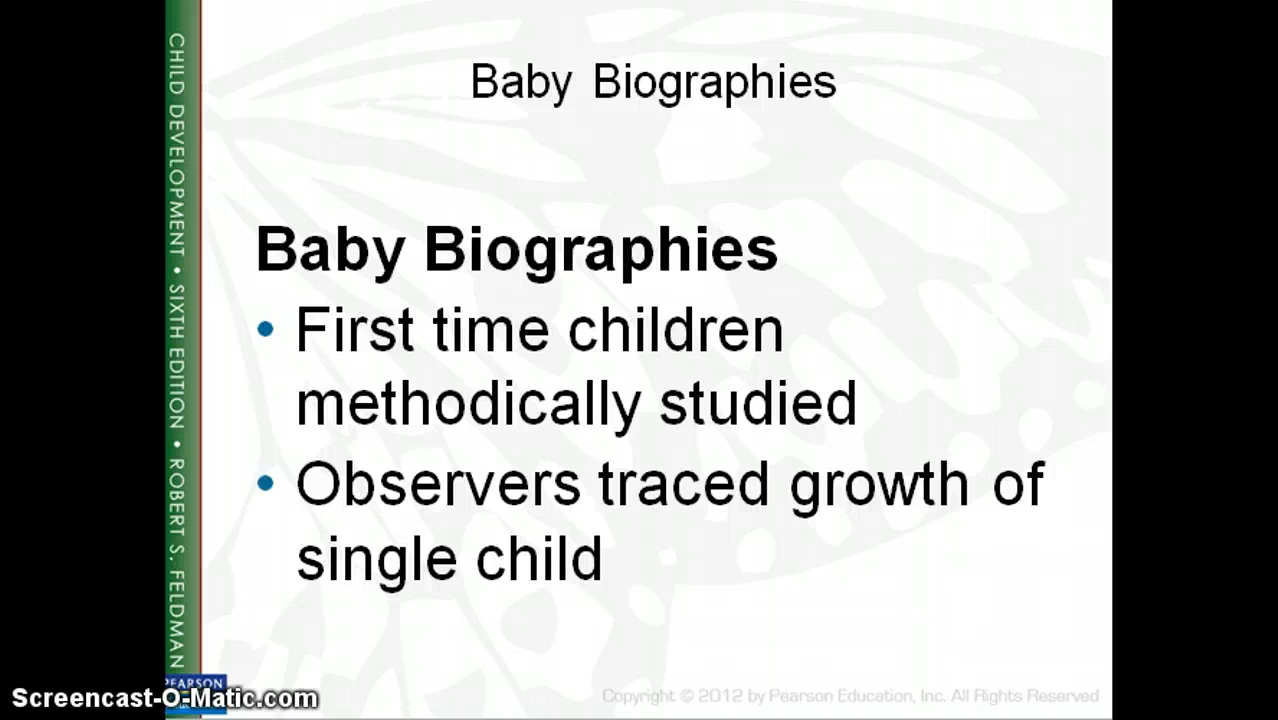 Baby Biographies
Baby Biographies
• First time children
methodically studied
• Observers traced growth of
single child
CHILD DEVELOPMENT • SIXTH EDITION • ROBERT S. FELDMAN
PEARSON
Screencast-O-Matic.com
Copyright © 2012 by Pearson Education, Inc. All Rights Reserved